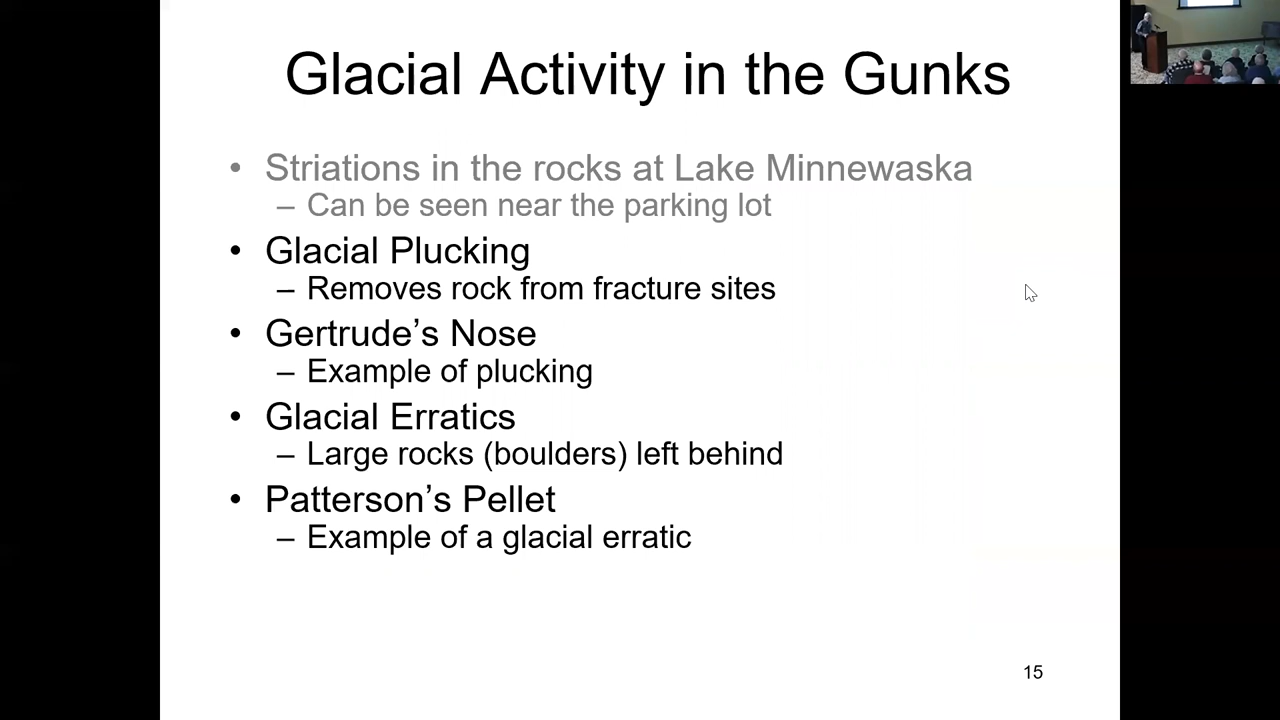 Glacial Activity in the Gunks
• Striations in the rocks at Lake Minnewaska
– Can be seen near the parking lot
• Glacial Plucking
– Removes rock from fracture sites
• Gertrude’s Nose
– Example of plucking
• Glacial Erratics
– Large rocks (boulders) left behind
• Patterson’s Pellet
– Example of a glacial erratic
15